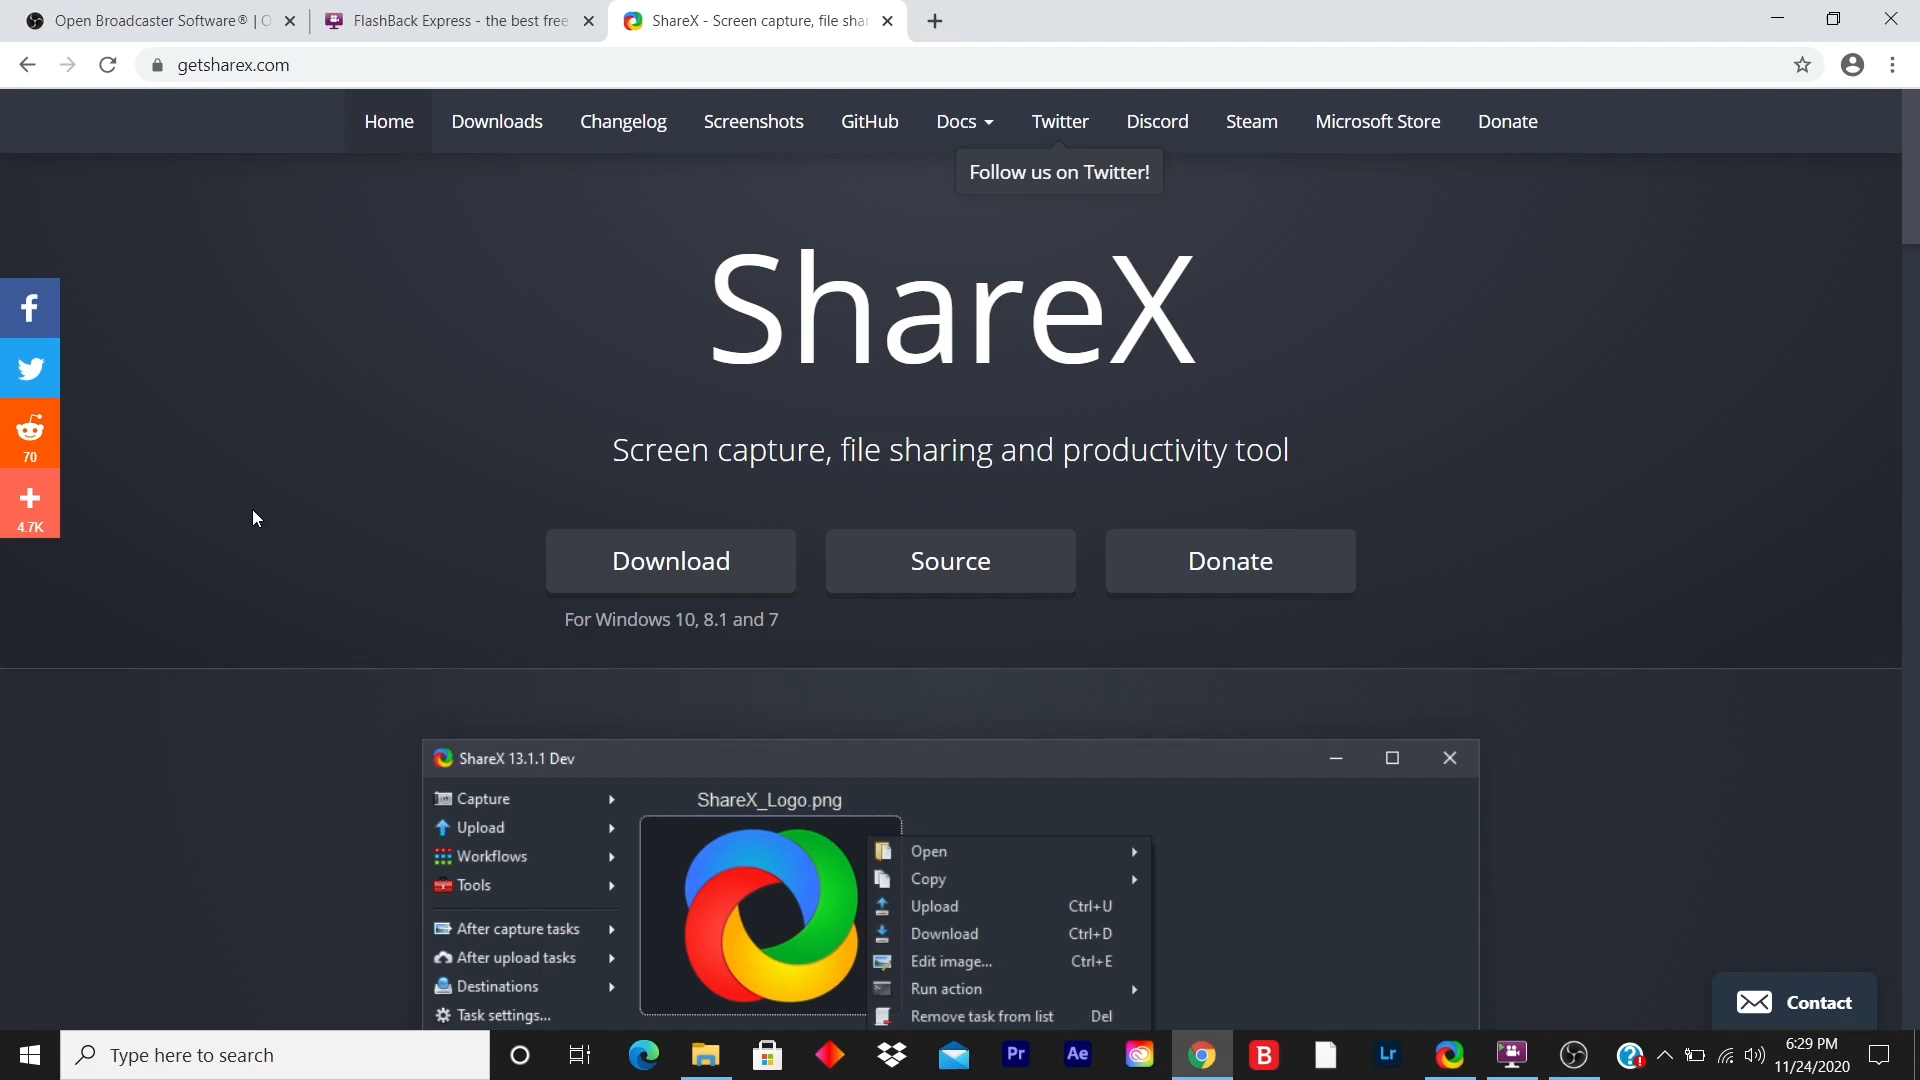 Open Broadcaster Software® | O
FlashBack Express - the best free
ShareX - Screen capture, file shar
getsharex.com
Home
Downloads
Changelog
Screenshots
GitHub
Docs
Twitter
Discord
Steam
Microsoft Store
Donate
Follow us on Twitter!
ShareX
70
4.7K
Screen capture, file sharing and productivity tool
Download
Source
Donate
For Windows 10, 8.1 and 7
ShareX 13.1.1 Dev
Capture
Upload
Workflows
Tools
After capture tasks
After upload tasks
Destinations
Task settings...
ShareX_Logo.png
Open
Copy
Upload Ctrl+U
Download Ctrl+D
Edit image... Ctrl+E
Run action
Remove task from list Del
Contact
Type here to search
Pr
Ae
B
Lr
6:29 PM
11/24/2020